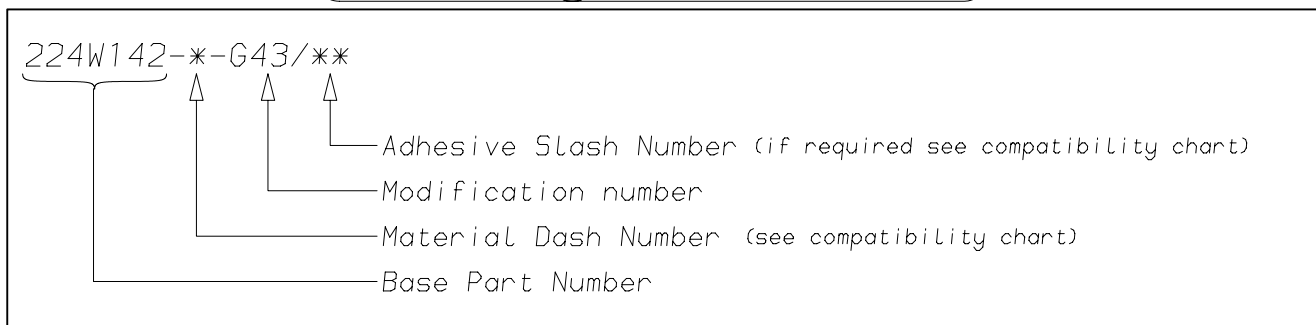 224W142-*-G43/**
Adhesive Slash Number (if required see compatibility chart)
Modification number
Material Dash Number (see compatibility chart)
Base Part Number